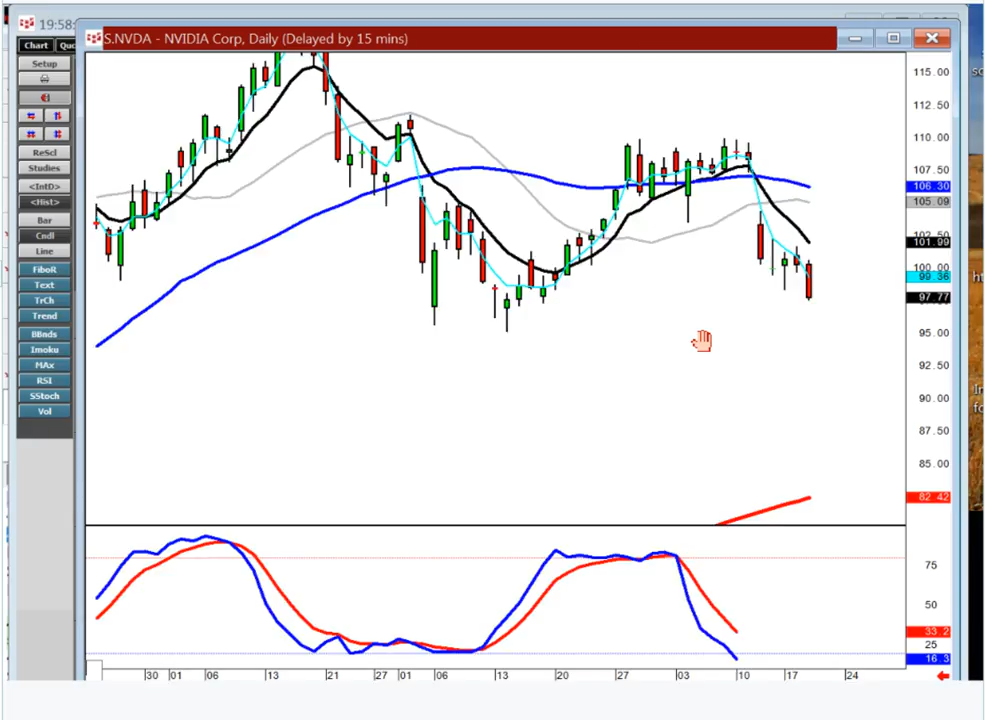 19:58:
S.NVDA - NVIDIA Corp, Daily (Delayed by 15 mins)
Chart Quo
Setup
ReScl
Studies
<IntD>
<Hist>
Bar
Cndl
Line
FiboR
Text
TrCh
Trend
BBnds
Imoku
MAx
RSI
SStoch
Vol
115.00
112.50
110.00
107.50
106.30
105.09
102.50
101.99
100.00
99.36
97.77
95.00
92.50
90.00
87.50
85.00
82.42
75
50
33.2
25
16.3
30 01 06 13 21 27 01 06 13 20 27 03 10 17 24